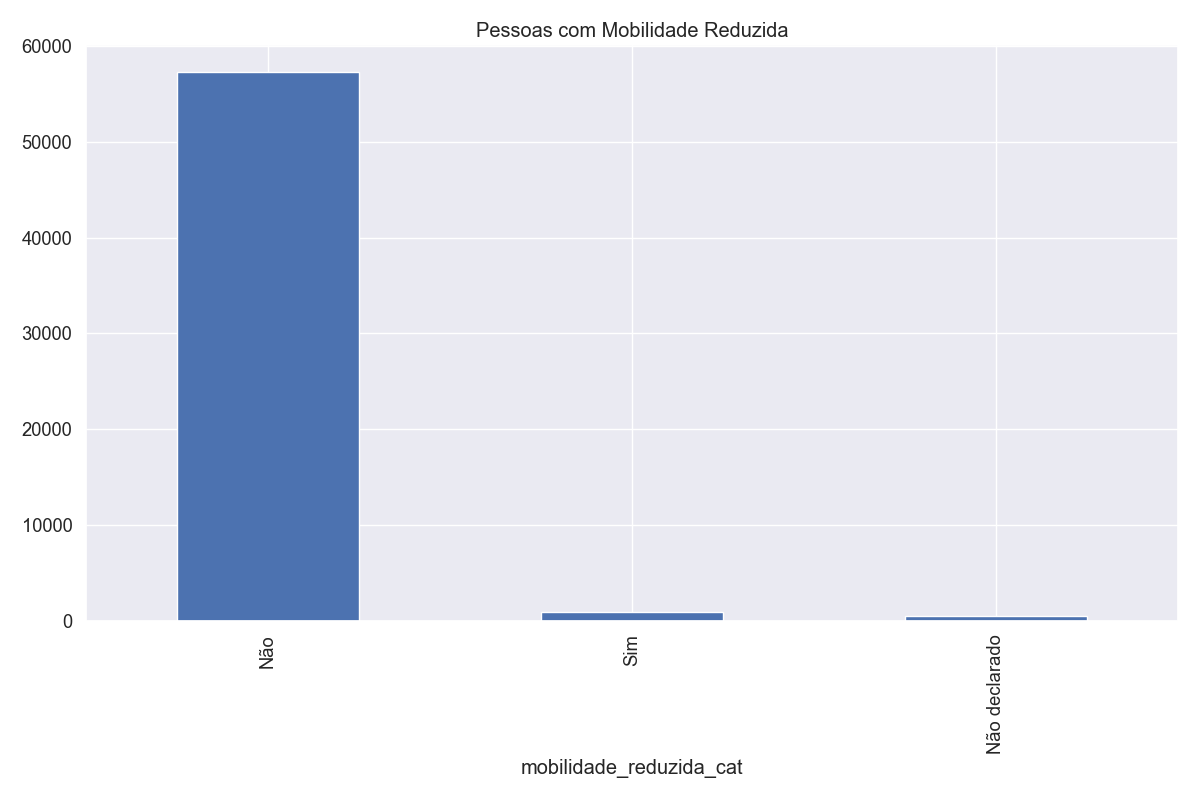 Pessoas com Mobilidade Reduzida
60000
50000
40000
30000
20000
10000
0
Não
Sim
Não declarado
mobilidade_reduzida_cat